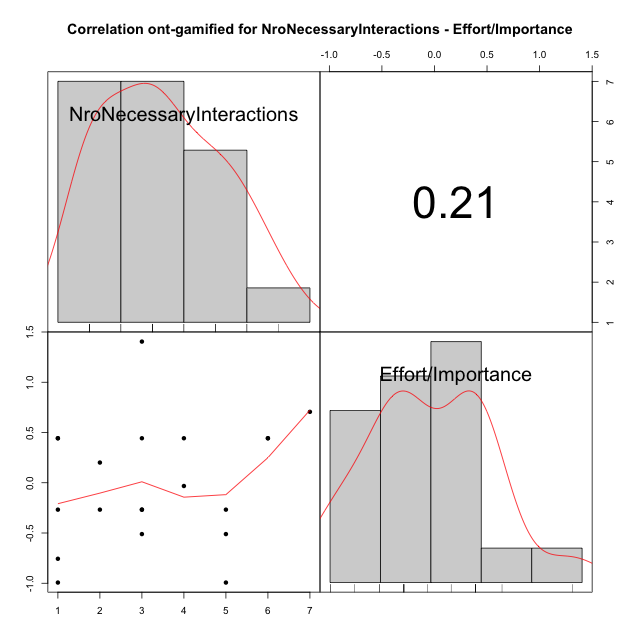 Correlation ont-gamified for NroNecessaryInteractions - Effort/Importance
-1.0 -0.5 0.0 0.5 1.0 1.5
NroNecessaryInteractions
0.21
7
6
5
4
3
2
1
1.5
1.0
0.5
0.0
-0.5
-1.0
Effort/Importance
1 2 3 4 5 6 7